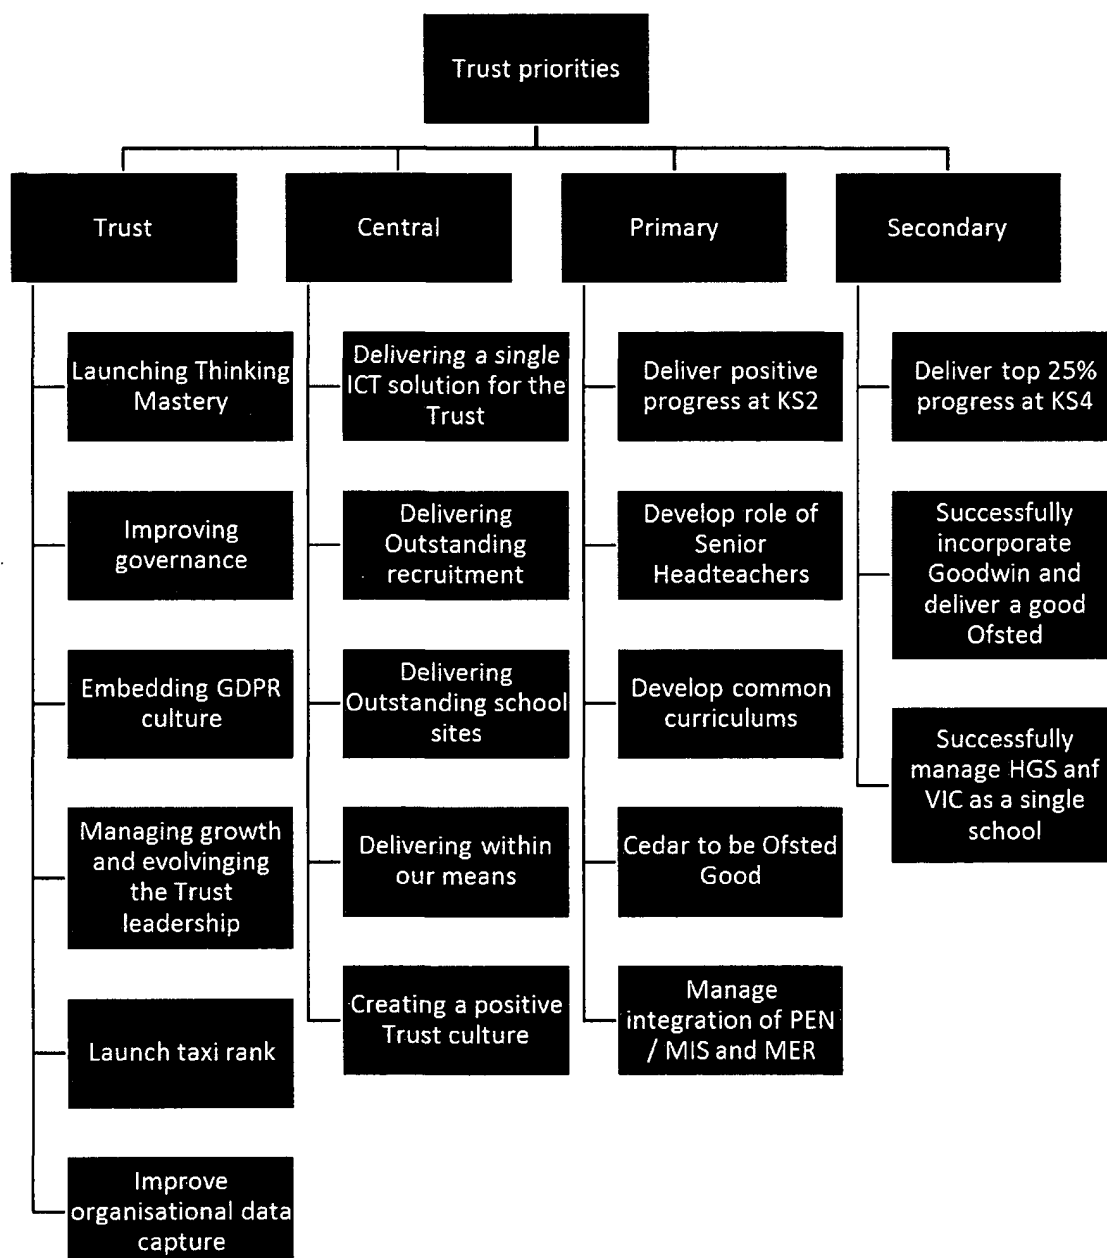 Trust priorities
Trust
Central
Primary
Secondary
Launching Thinking
Mastery
Improving
governance
Embedding GDPR
culture
Managing growth
and evolvinging
the Trust
leadership
Launch taxi rank
Improve
organisational data
capture
Delivering a single
ICT solution for the
Trust
Delivering
Outstanding
recruitment
Delivering
Outstanding school
sites
Delivering within
our means
Creating a positive
Trust culture
Deliver positive
progress at KS2
Develop role of
Senior
Headteachers
Develop common
curriculums
Cedar to be Ofsted
Good
Manage
integration of PEN
/ MIS and MER
Deliver top 25%
progress at KS4
Successfully
incorporate
Goodwin and
deliver a good
Ofsted
Successfully
manage HGS anf
VIC as a single
school